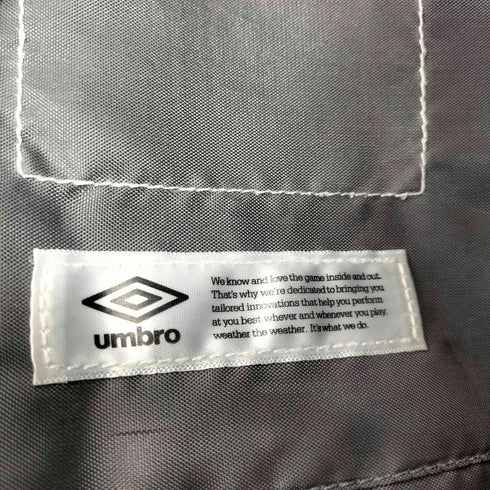 umbro
We know and love the game inside and out.
That's why we're dedicated to bringing you
tailored innovations that help you perform
at you best whever and whenever you play,
weather the weather. It's what we do.